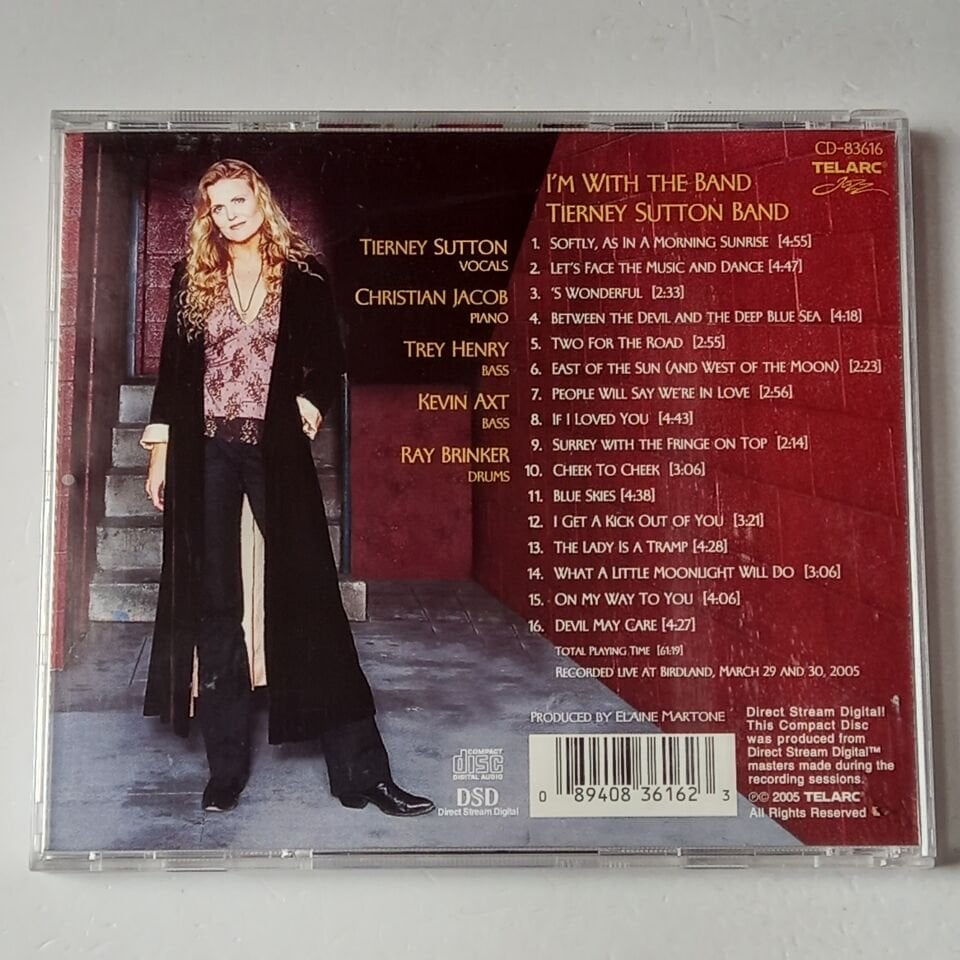 CD-83616
TELARC
Jazz
I'M WITH THE BAND
TIERNEY SUTTON BAND
TIERNEY SUTTON
VOCALS
CHRISTIAN JACOB
PIANO
TREY HENRY
BASS
KEVIN AXT
BASS
RAY BRINKER
DRUMS
1. SOFTLY, AS IN A MORNING SUNRISE [4:55]
2. LET'S FACE THE MUSIC AND DANCE [4:47]
3. 'S WONDERFUL [2:33]
4. BETWEEN THE DEVIL AND THE DEEP BLUE SEA [4:18]
5. TWO FOR THE ROAD [2:55]
6. EAST OF THE SUN (AND WEST OF THE MOON) [2:23]
7. PEOPLE WILL SAY WE'RE IN LOVE [2:56]
8. IF I LOVED YOU [4:43]
9. SURREY WITH THE FRINGE ON TOP [2:14]
10. CHEEK TO CHEEK [3:06]
11. BLUE SKIES [4:38]
12. I GET A KICK OUT OF YOU [3:21]
13. THE LADY IS A TRAMP [4:28]
14. WHAT A LITTLE MOONLIGHT WILL DO [3:06]
15. ON MY WAY TO YOU [4:06]
16. DEVIL MAY CARE [4:27]
TOTAL PLAYING TIME [61:19]
RECORDED LIVE AT BIRDLAND, MARCH 29 AND 30, 2005
PRODUCED BY ELAINE MARTONE
COMPACT
disc
DIGITAL AUDIO
DSD
Direct Stream Digital
0 89408 36162 3
Direct Stream Digital!
This Compact Disc
was produced from
Direct Stream Digital™
masters made during the
recording sessions.
℗© 2005 TELARC
All Rights Reserved